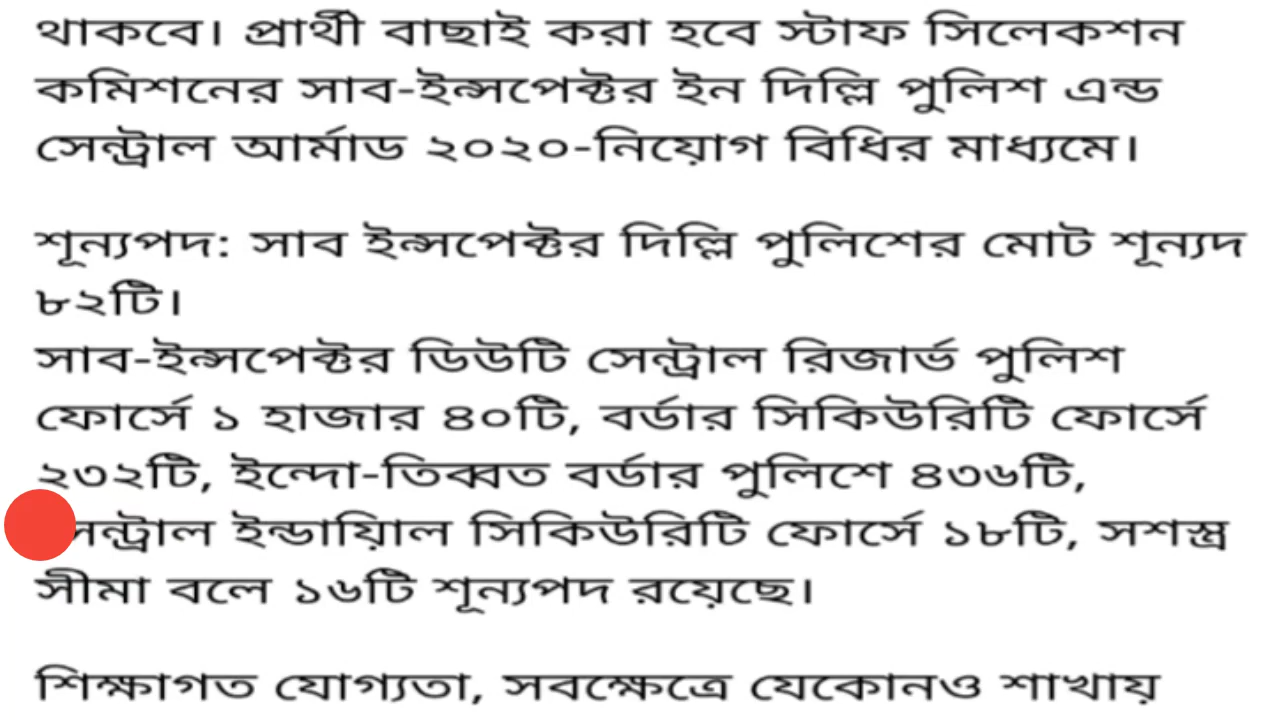 থাকবে। প্রার্থী বাছাই করা হবে স্টাফ সিলেকশন
কমিশনের সাব-ইন্সপেক্টর ইন দিল্লি পুলিশ এন্ড
সেন্ট্রাল আর্মাড ২০২০-নিয়োগ বিধির মাধ্যমে।
শূন্যপদ: সাব ইন্সপেক্টর দিল্লি পুলিশের মোট শূন্যদ
৮২টি।
সাব-ইন্সপেক্টর ডিউটি সেন্ট্রাল রিজার্ভ পুলিশ
ফোর্সে ১ হাজার ৪০টি, বর্ডার সিকিউরিটি ফোর্সে
২৩২টি, ইন্দো-তিব্বত বর্ডার পুলিশে ৪৩৬টি,
ইন্ডায়িাল সিকিউরিটি ফোর্সে ১৮টি, সশস্ত্র
সীমা বলে ১৬টি শূন্যপদ রয়েছে।
শিক্ষাগত যোগ্যতা, সবক্ষেত্রে যেকোনও শাখায়